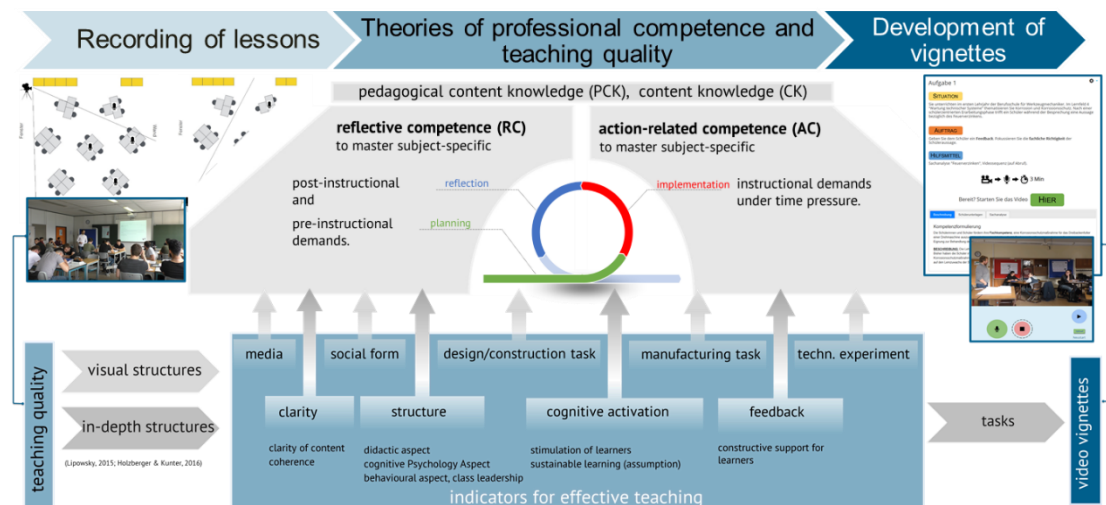 Recording of lessons
Theories of professional competence and
teaching quality
Development of
vignettes
pedagogical content knowledge (PCK), content knowledge (CK)
reflective competence (RC)
to master subject-specific
action-related competence (AC)
to master subject-specific
post-instructional
and
pre-instructional
demands.
reflection
planning
implementation
instructional demands
under time pressure.
Aufgabe 1
SITUATION
AUFTRAG
HILFSMITTEL
3 Min
Bereit? Starten Sie das Video
HIER
Kompetenzformulierung
Fenster
teaching quality
visual structures
in-depth structures
(Lipowsky, 2015; Holzberger & Kunter, 2016)
media
social form
design/construction task
manufacturing task
techn. experiment
clarity
structure
cognitive activation
feedback
clarity of content
coherence
didactic aspect
cognitive Psychology Aspect
behavioural aspect, class leadership
stimulation of learners
sustainable learning (assumption)
constructive support for
learners
indicators for effective teaching
tasks
video vignettes